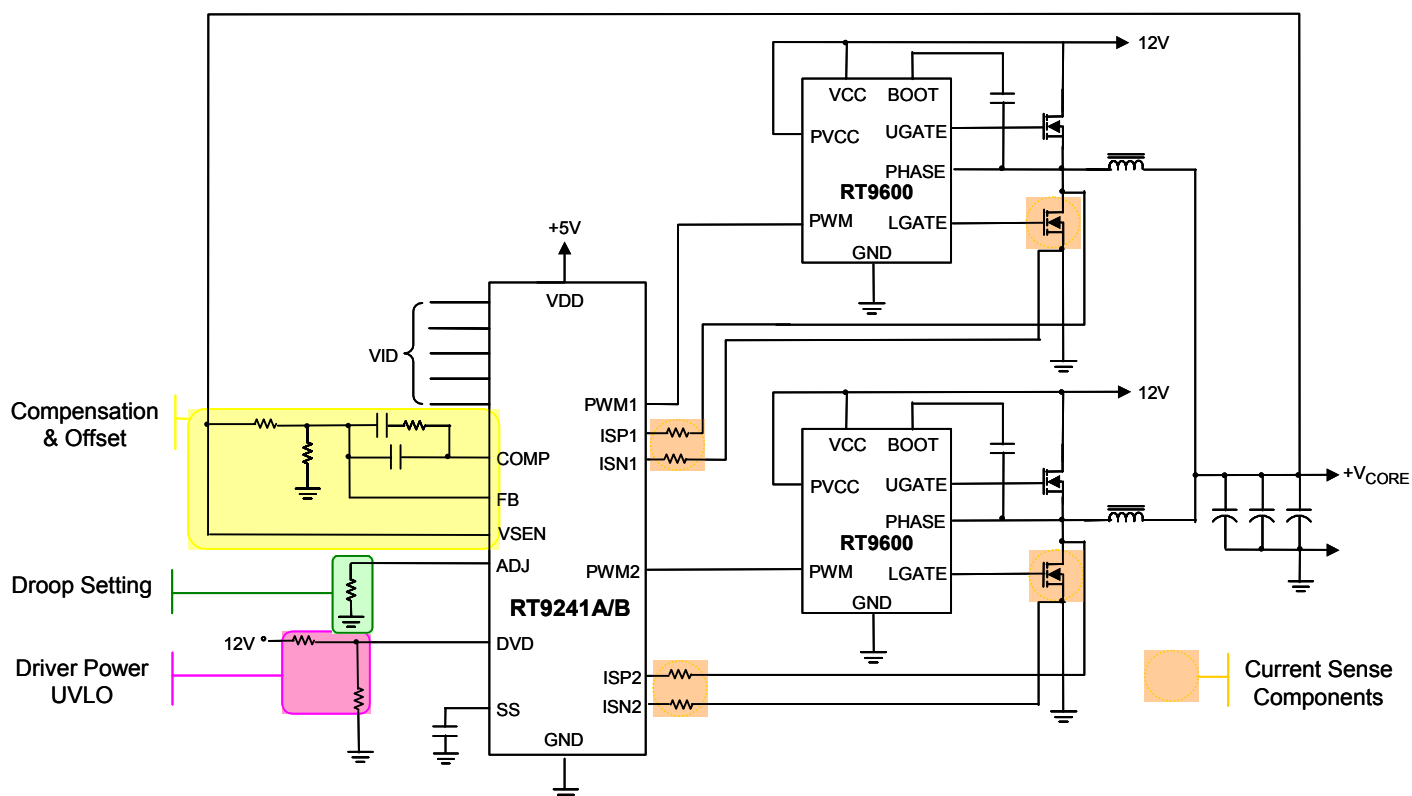 12V
VCC
BOOT
PVCC
UGATE
PHASE
RT9600
PWM
LGATE
GND
+5V
VDD
VID
Compensation
& Offset
COMP
FB
VSEN
ADJ
Droop Setting
RT9241A/B
12V
DVD
Driver Power
UVLO
SS
GND
PWM1
ISP1
ISN1
PWM2
ISP2
ISN2
12V
VCC
BOOT
PVCC
UGATE
PHASE
RT9600
PWM
LGATE
GND
+VCORE
Current Sense
Components